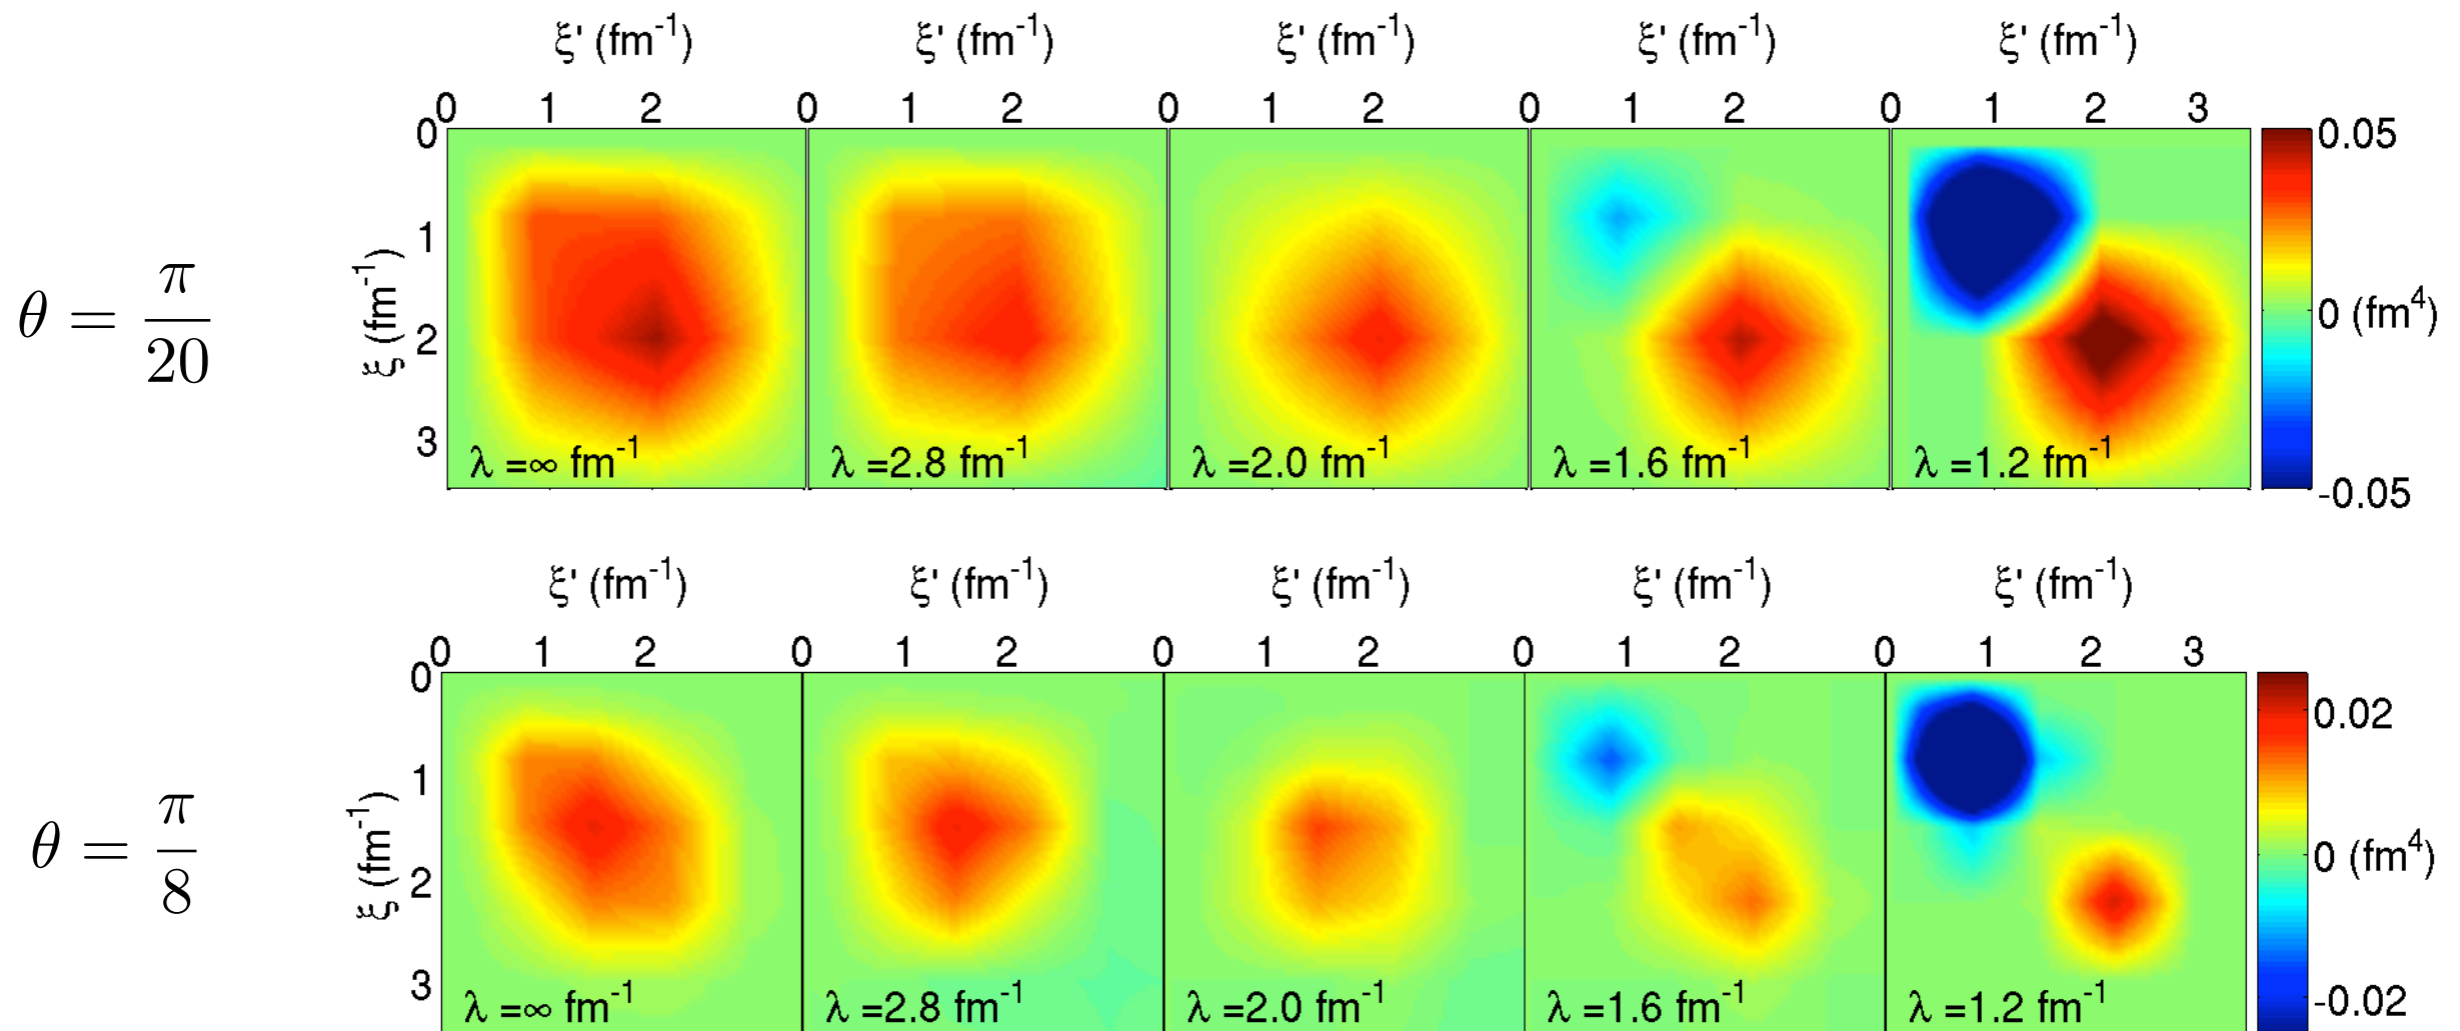 ξ' (fm⁻¹) ξ' (fm⁻¹) ξ' (fm⁻¹) ξ' (fm⁻¹) ξ' (fm⁻¹)
0 1 2 0 1 2 0 1 2 0 1 2 0 1 2 3
0
1
2
3
ξ (fm⁻¹)
θ = π/20
λ =∞ fm⁻¹ λ =2.8 fm⁻¹ λ =2.0 fm⁻¹ λ =1.6 fm⁻¹ λ =1.2 fm⁻¹
0.05
0 (fm⁴)
-0.05
ξ' (fm⁻¹) ξ' (fm⁻¹) ξ' (fm⁻¹) ξ' (fm⁻¹) ξ' (fm⁻¹)
0 1 2 0 1 2 0 1 2 0 1 2 0 1 2 3
0
1
2
3
ξ (fm⁻¹)
θ = π/8
λ =∞ fm⁻¹ λ =2.8 fm⁻¹ λ =2.0 fm⁻¹ λ =1.6 fm⁻¹ λ =1.2 fm⁻¹
0.02
0 (fm⁴)
-0.02